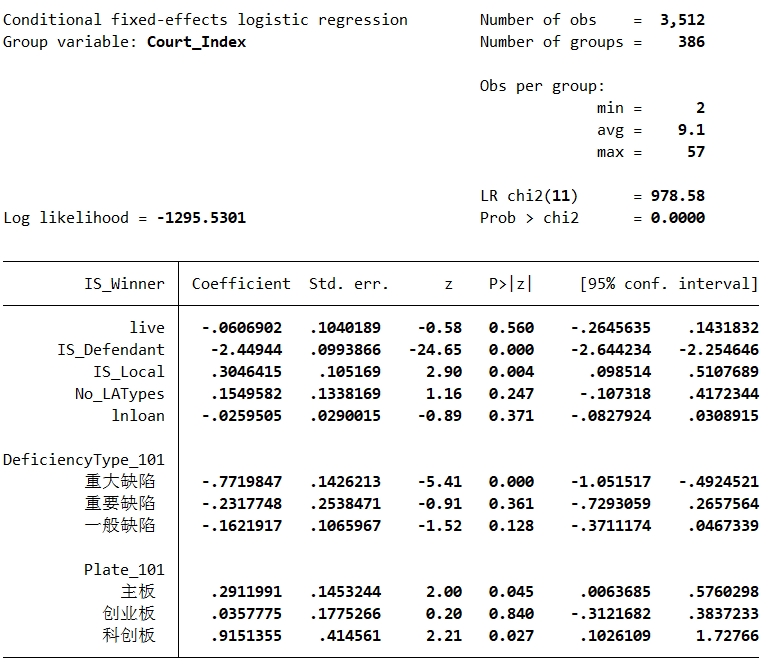 Conditional fixed-effects logistic regression Number of obs = 3,512
Group variable: Court_Index Number of groups = 386
Obs per group:
min = 2
avg = 9.1
max = 57
LR chi2(11) = 978.58
Log likelihood = -1295.5301 Prob > chi2 = 0.0000
IS_Winner Coefficient Std. err. z P>|z| [95% conf. interval]
live -.0606902 .1040189 -0.58 0.560 -.2645635 .1431832
IS_Defendant -2.44944 .0993866 -24.65 0.000 -2.644234 -2.254646
IS_Local .3046415 .105169 2.90 0.004 .098514 .5107689
No_LATypes .1549582 .1338169 1.16 0.247 -.107318 .4172344
lnloan -.0259505 .0290015 -0.89 0.371 -.0827924 .0308915
DeficiencyType_101
重大缺陷 -.7719847 .1426213 -5.41 0.000 -1.051517 -.4924521
重要缺陷 -.2317748 .2538471 -0.91 0.361 -.7293059 .2657564
一般缺陷 -.1621917 .1065967 -1.52 0.128 -.3711174 .0467339
Plate_101
主板 .2911991 .1453244 2.00 0.045 .0063685 .5760298
创业板 .0357775 .1775266 0.20 0.840 -.3121682 .3837233
科创板 .9151355 .414561 2.21 0.027 .1026109 1.72766